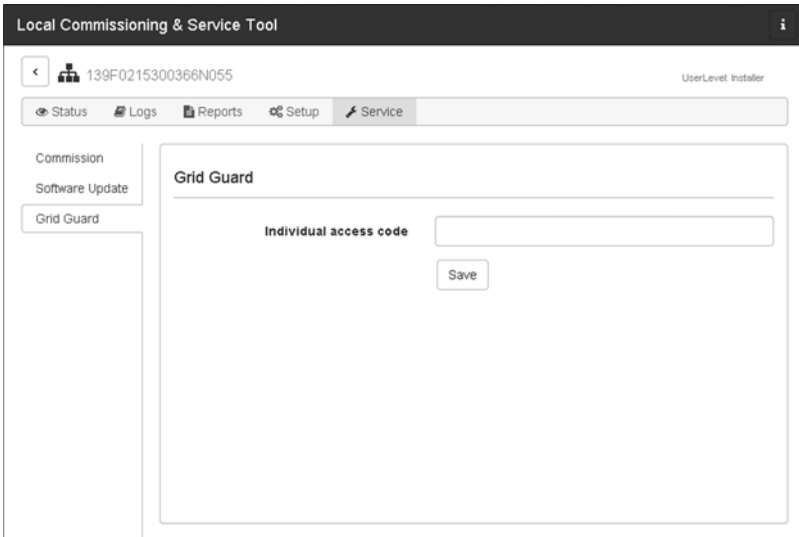 Local Commissioning & Service Tool
i
139F0215300366N055
UserLevel: Installer
Status Logs Reports Setup Service
Commission
Software Update
Grid Guard
Grid Guard
Individual access code
Save